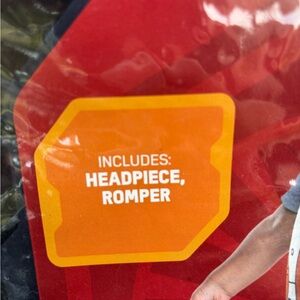 INCLUDES:
HEADPIECE,
ROMPER